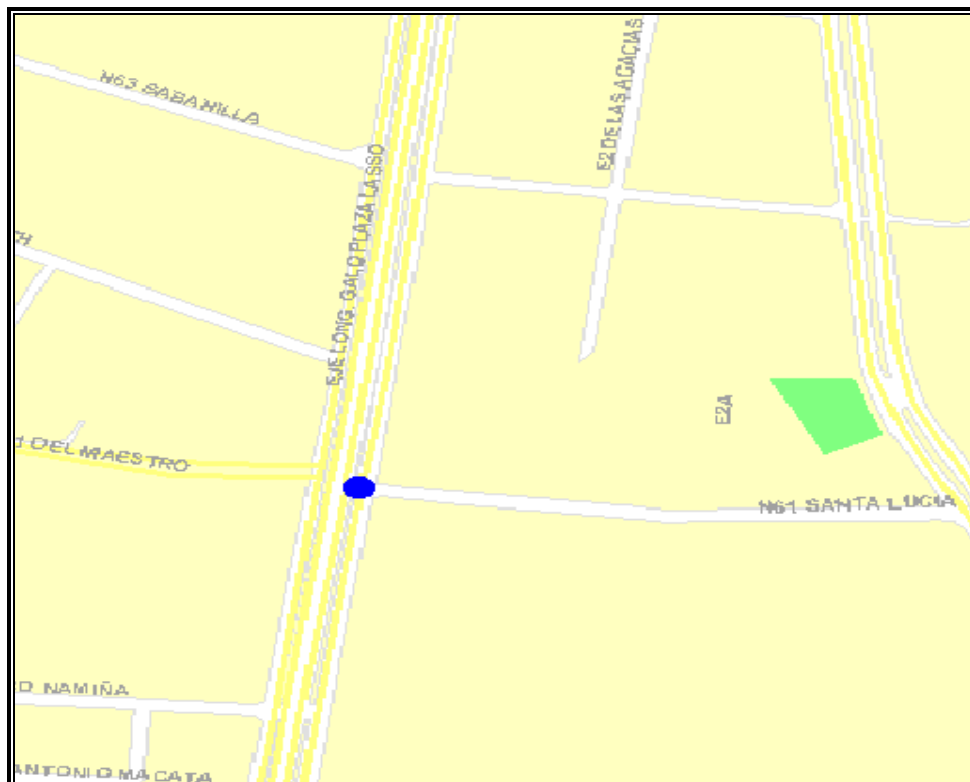 N63 SABANILLA
E2 DE LAS ACACIAS
EJE LONG. GALO PLAZA LASSO
E2A
DEL MAESTRO
N61 SANTA LUCIA
NAMIÑA
ANTONIO MACATA